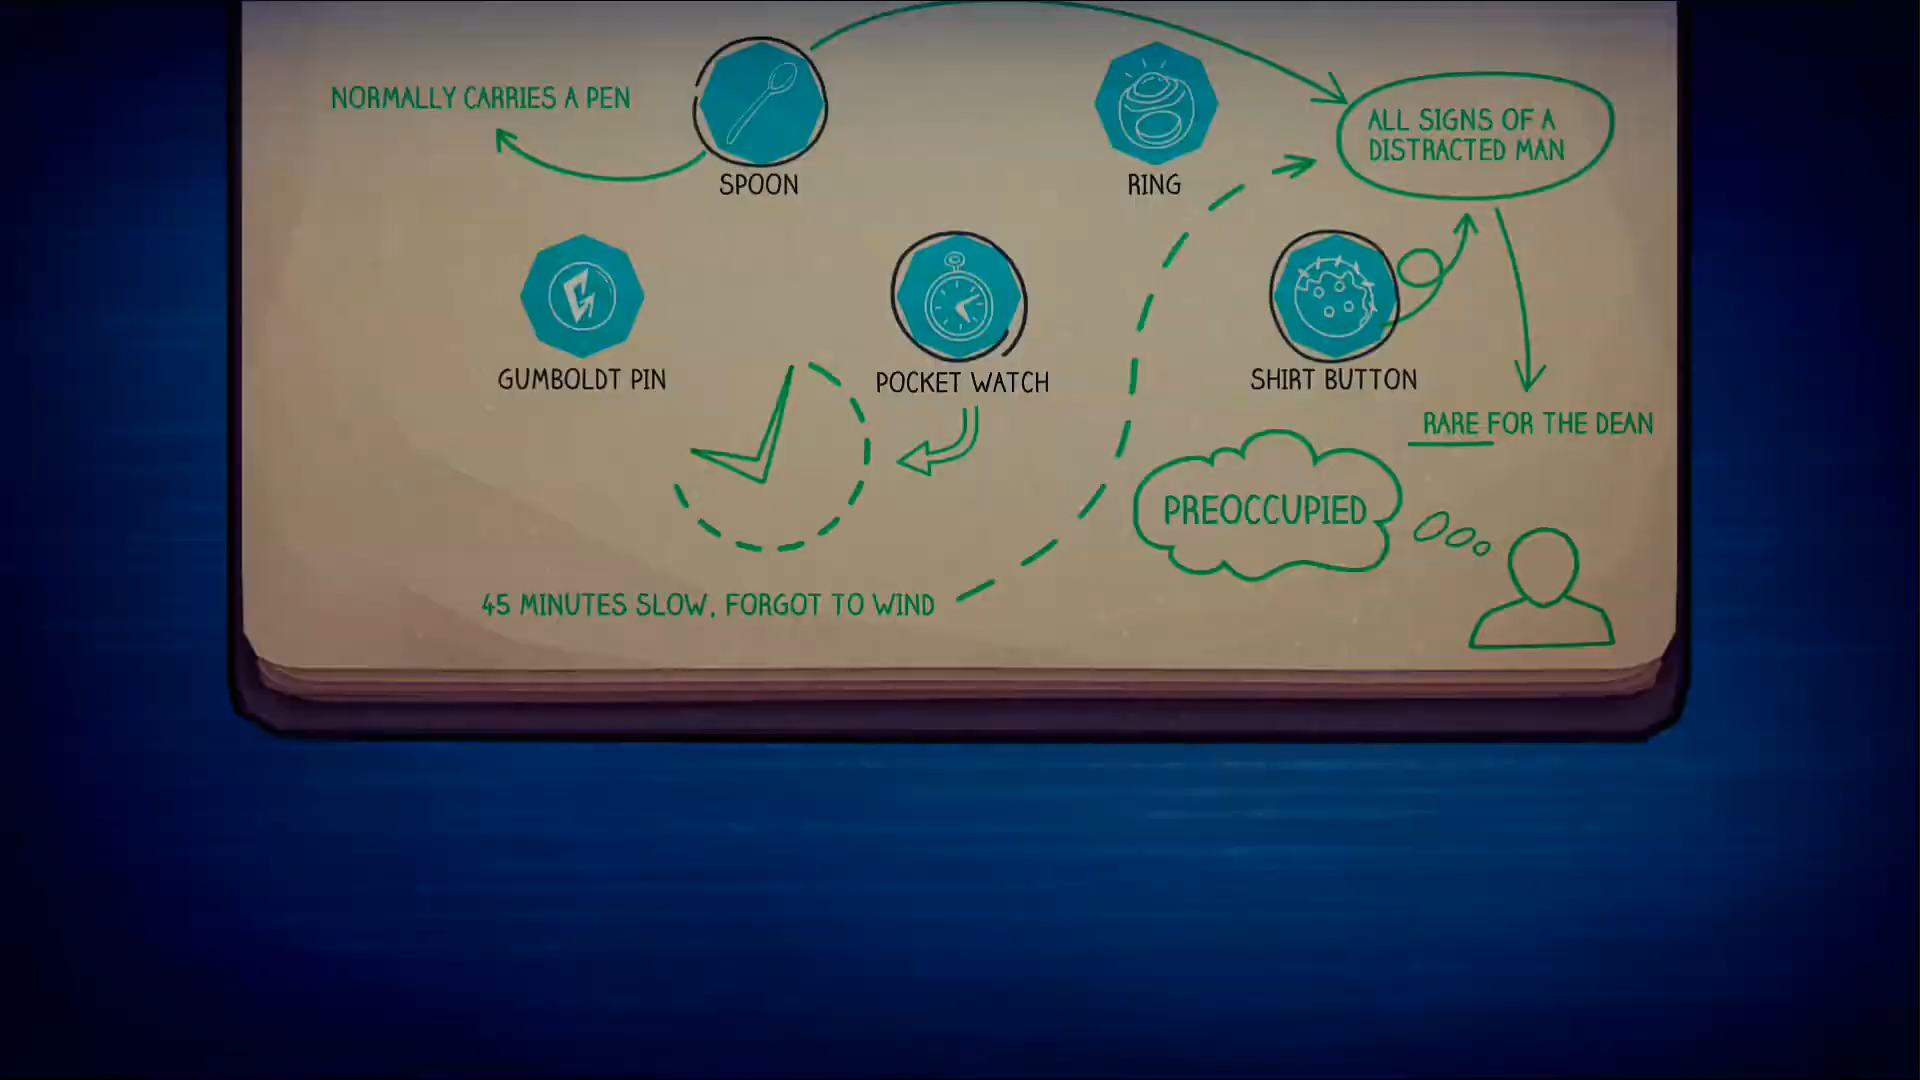 NORMALLY CARRIES A PEN
SPOON
RING
ALL SIGNS OF A
DISTRACTED MAN
GUMBOLDT PIN
POCKET WATCH
SHIRT BUTTON
RARE FOR THE DEAN
PREOCCUPIED
45 MINUTES SLOW, FORGOT TO WIND